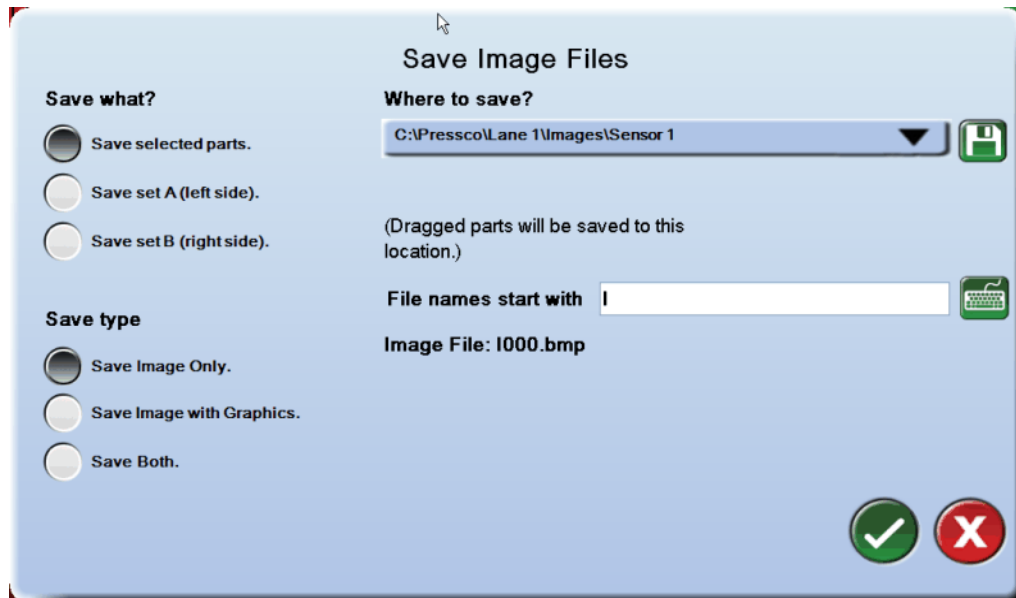 Save Image Files
Save what?
Save selected parts.
Save set A (left side).
Save set B (right side).
Save type
Save Image Only.
Save Image with Graphics.
Save Both.
Where to save?
C:\Pressco\Lane 1\Images\Sensor 1
(Dragged parts will be saved to this
location.)
File names start with I
Image File: I000.bmp